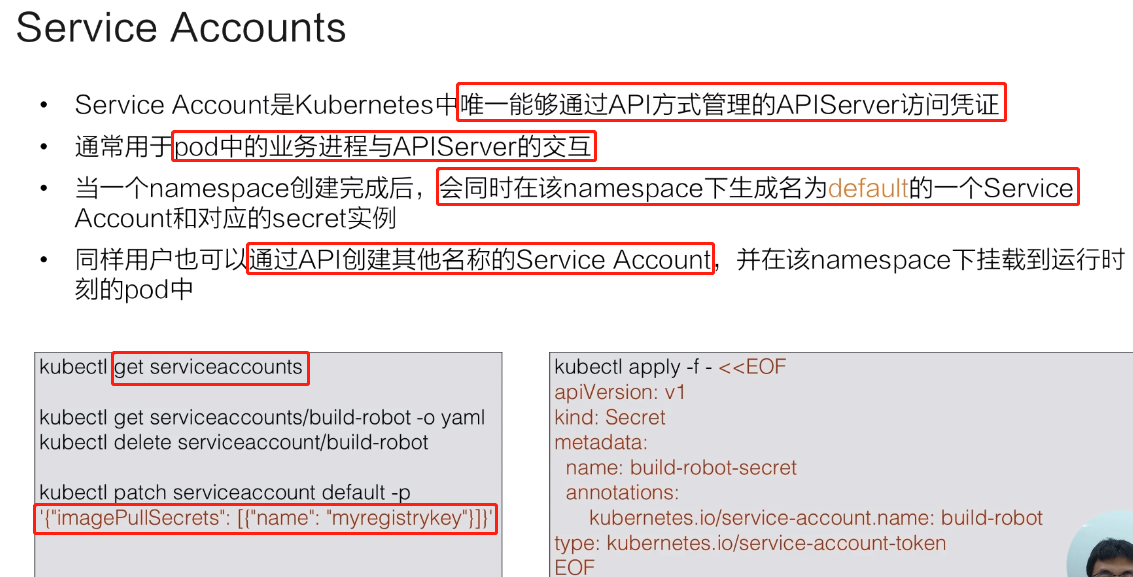 Service Accounts
• Service Account是Kubernetes中唯一能够通过API方式管理的APIServer访问凭证
• 通常用于pod中的业务进程与APIServer的交互
• 当一个namespace创建完成后，会同时在该namespace下生成名为default的一个Service
Account和对应的secret实例
• 同样用户也可以通过API创建其他名称的Service Account，并在该namespace下挂载到运行时
刻的pod中
kubectl get serviceaccounts
kubectl get serviceaccounts/build-robot -o yaml
kubectl delete serviceaccount/build-robot
kubectl patch serviceaccount default -p
'{"imagePullSecrets": [{"name": "myregistrykey"}]}'
kubectl apply -f - <<EOF
apiVersion: v1
kind: Secret
metadata:
  name: build-robot-secret
  annotations:
    kubernetes.io/service-account.name: build-robot
type: kubernetes.io/service-account-token
EOF